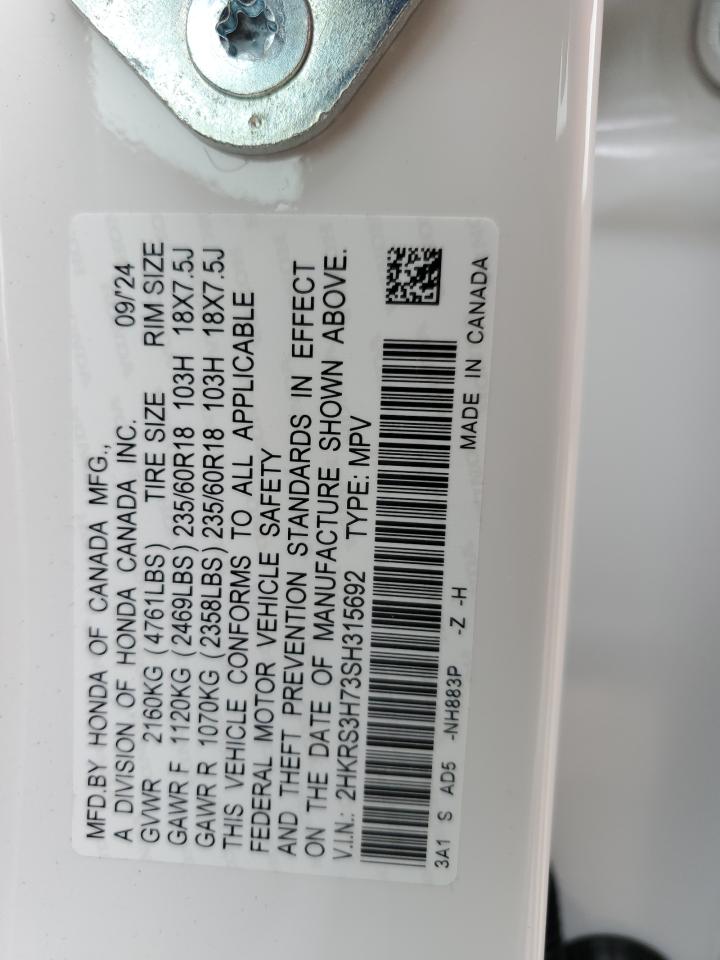 MFD.BY HONDA OF CANADA MFG.,
A DIVISION OF HONDA CANADA INC. 09/'24
GVWR 2160KG (4761LBS) TIRE SIZE RIM SIZE
GAWR F 1120KG (2469LBS) 235/60R18 103H 18X7.5J
GAWR R 1070KG (2358LBS) 235/60R18 103H 18X7.5J
THIS VEHICLE CONFORMS TO ALL APPLICABLE
FEDERAL MOTOR VEHICLE SAFETY
AND THEFT PREVENTION STANDARDS IN EFFECT
ON THE DATE OF MANUFACTURE SHOWN ABOVE.
V.I.N.: 2HKRS3H73SH315692 TYPE: MPV
3A1 S AD5 -NH883P -Z -H MADE IN CANADA